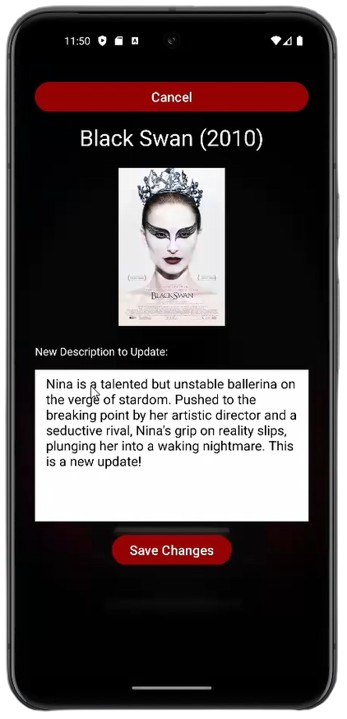 11:50
Cancel
Black Swan (2010)
BLACK SWAN
New Description to Update:
Nina is a talented but unstable ballerina on
the verge of stardom. Pushed to the
breaking point by her artistic director and a
seductive rival, Nina's grip on reality slips,
plunging her into a waking nightmare. This
is a new update!
Save Changes